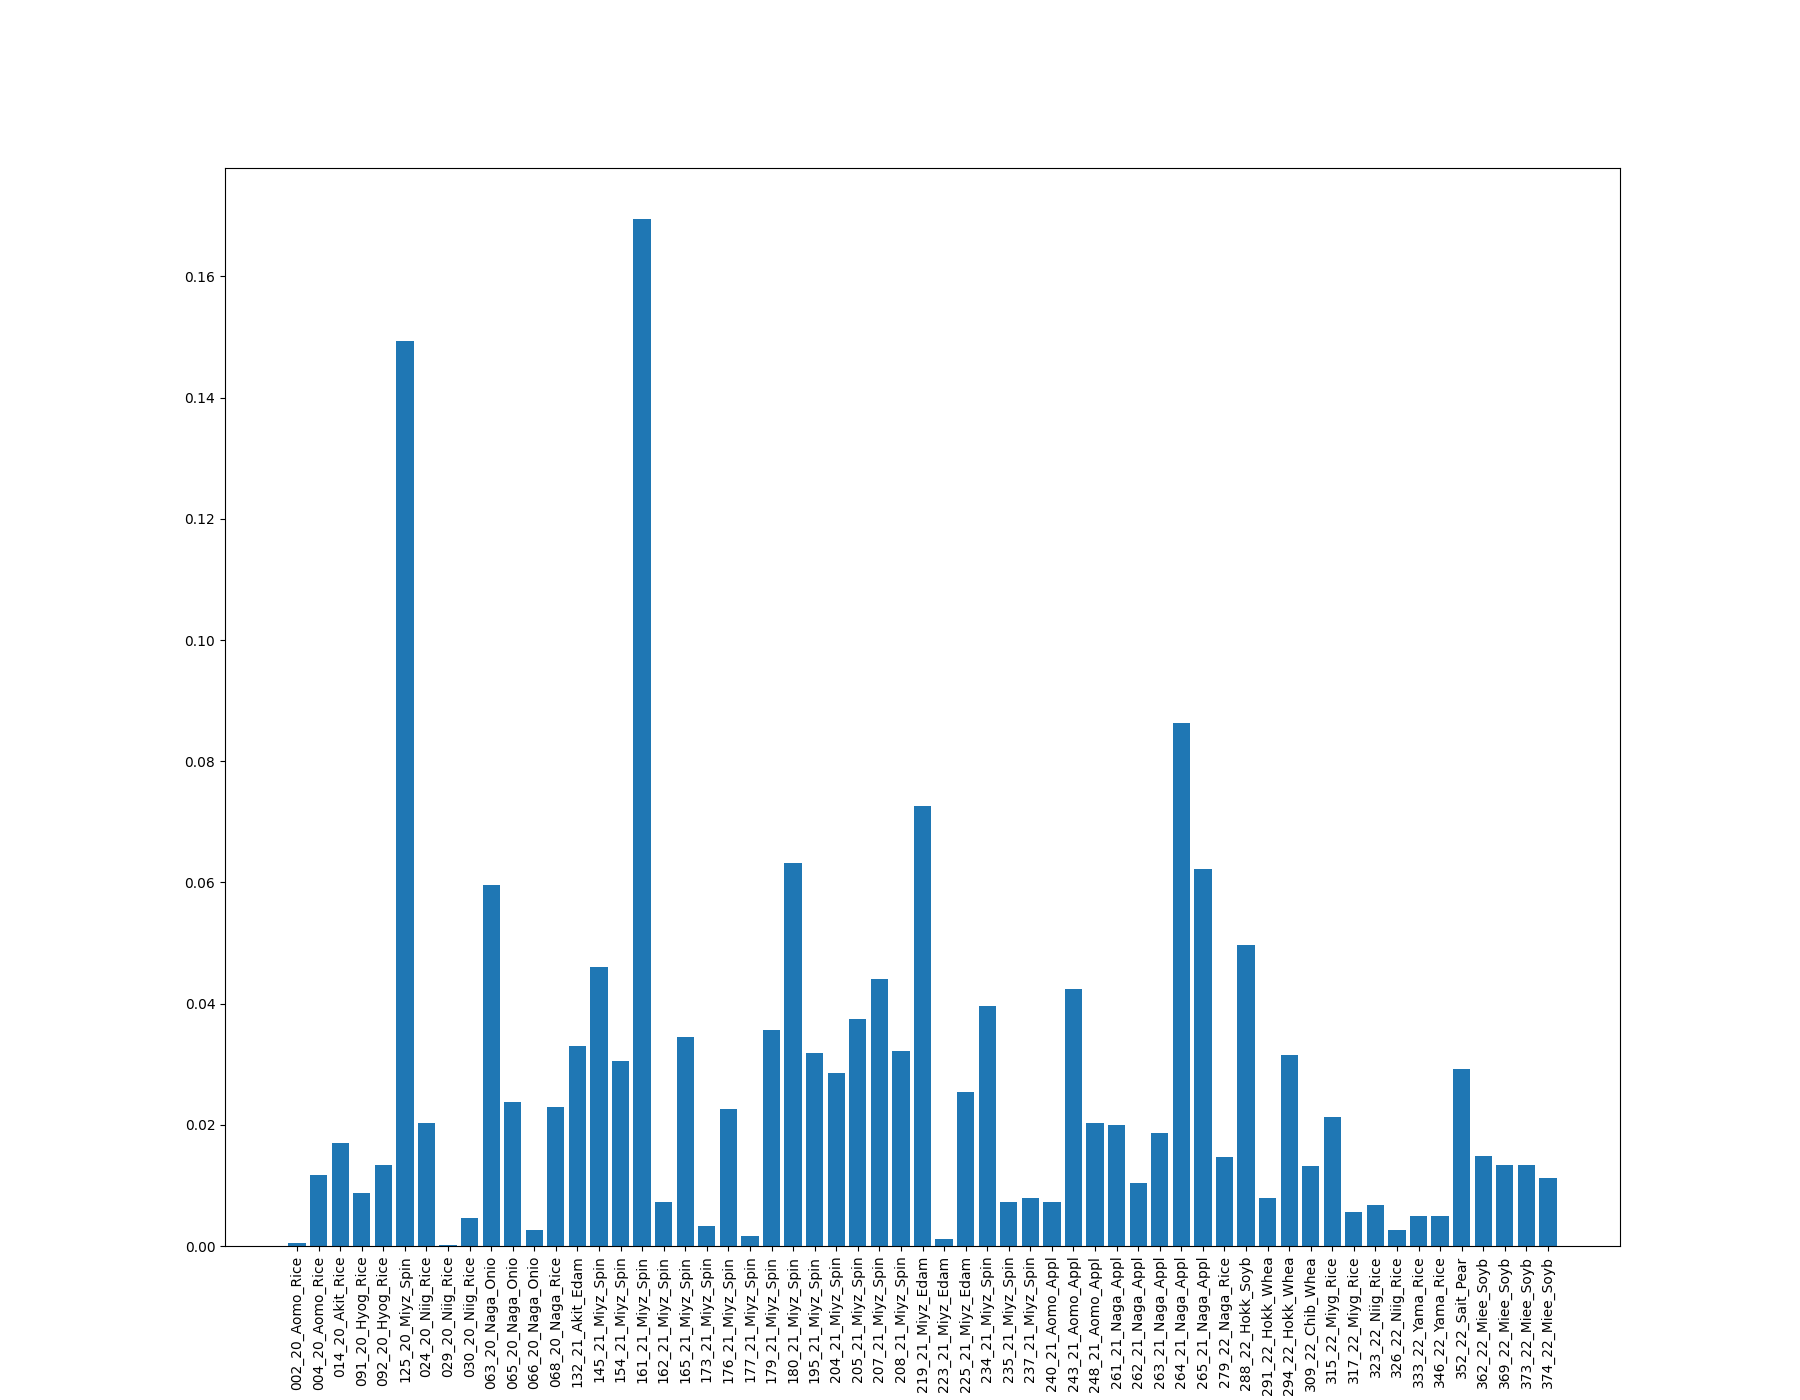 0.16
0.14
0.12
0.10
0.08
0.06
0.04
0.02
0.00
002_20_Aomo_Rice
004_20_Aomo_Rice
014_20_Akit_Rice
091_20_Hyog_Rice
092_20_Hyog_Rice
125_20_Miyz_Spin
024_20_Niig_Rice
029_20_Niig_Rice
030_20_Niig_Rice
063_20_Naga_Onio
065_20_Naga_Onio
066_20_Naga_Onio
068_20_Naga_Rice
132_21_Akit_Edam
145_21_Miyz_Spin
154_21_Miyz_Spin
161_21_Miyz_Spin
162_21_Miyz_Spin
165_21_Miyz_Spin
173_21_Miyz_Spin
176_21_Miyz_Spin
177_21_Miyz_Spin
179_21_Miyz_Spin
180_21_Miyz_Spin
195_21_Miyz_Spin
204_21_Miyz_Spin
205_21_Miyz_Spin
207_21_Miyz_Spin
208_21_Miyz_Spin
219_21_Miyz_Edam
223_21_Miyz_Edam
225_21_Miyz_Edam
234_21_Miyz_Spin
235_21_Miyz_Spin
237_21_Miyz_Spin
240_21_Aomo_Appl
243_21_Aomo_Appl
248_21_Aomo_Appl
261_21_Naga_Appl
262_21_Naga_Appl
263_21_Naga_Appl
264_21_Naga_Appl
265_21_Naga_Appl
279_22_Naga_Rice
288_22_Hokk_Soyb
291_22_Hokk_Whea
294_22_Hokk_Whea
309_22_Chib_Whea
315_22_Miyg_Rice
317_22_Miyg_Rice
323_22_Niig_Rice
326_22_Niig_Rice
333_22_Yama_Rice
346_22_Yama_Rice
352_22_Sait_Pear
362_22_Miee_Soyb
369_22_Miee_Soyb
373_22_Miee_Soyb
374_22_Miee_Soyb